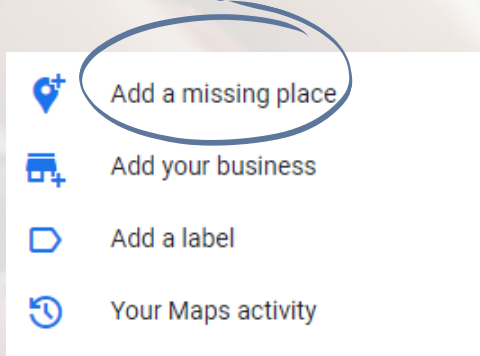 Add a missing place
Add your business
Add a label
Your Maps activity